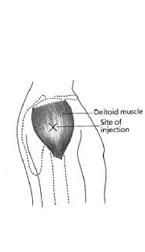 Deltoid muscle
Site of
injection